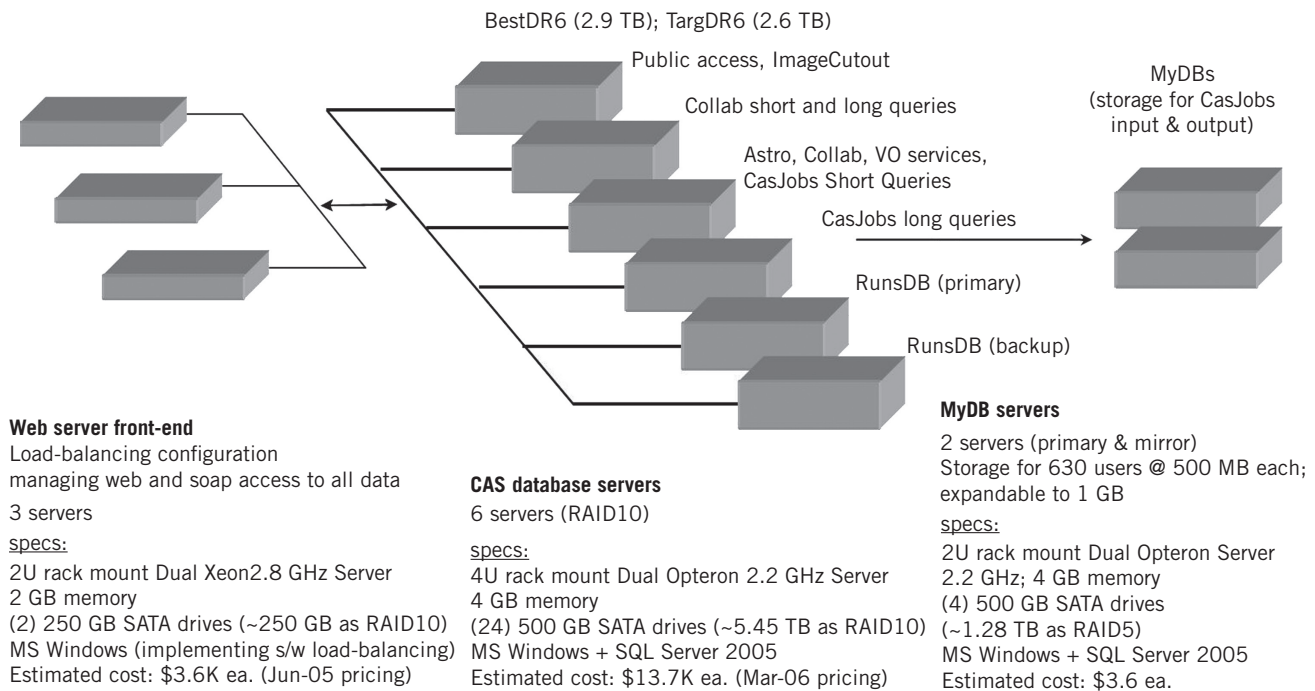 BestDR6 (2.9 TB); TargDR6 (2.6 TB)
Public access, ImageCutout
Collab short and long queries
Astro, Collab, VO services,
CasJobs Short Queries
CasJobs long queries
RunsDB (primary)
RunsDB (backup)
MyDBs
(storage for CasJobs
input & output)
Web server front-end
Load-balancing configuration
managing web and soap access to all data
3 servers
specs:
2U rack mount Dual Xeon2.8 GHz Server
2 GB memory
(2) 250 GB SATA drives (~250 GB as RAID10)
MS Windows (implementing s/w load-balancing)
Estimated cost: $3.6K ea. (Jun-05 pricing)
CAS database servers
6 servers (RAID10)
specs:
4U rack mount Dual Opteron 2.2 GHz Server
4 GB memory
(24) 500 GB SATA drives (~5.45 TB as RAID10)
MS Windows + SQL Server 2005
Estimated cost: $13.7K ea. (Mar-06 pricing)
MyDB servers
2 servers (primary & mirror)
Storage for 630 users @ 500 MB each;
expandable to 1 GB
specs:
2U rack mount Dual Opteron Server
2.2 GHz; 4 GB memory
(4) 500 GB SATA drives
(~1.28 TB as RAID5)
MS Windows + SQL Server 2005
Estimated cost: $3.6 ea.